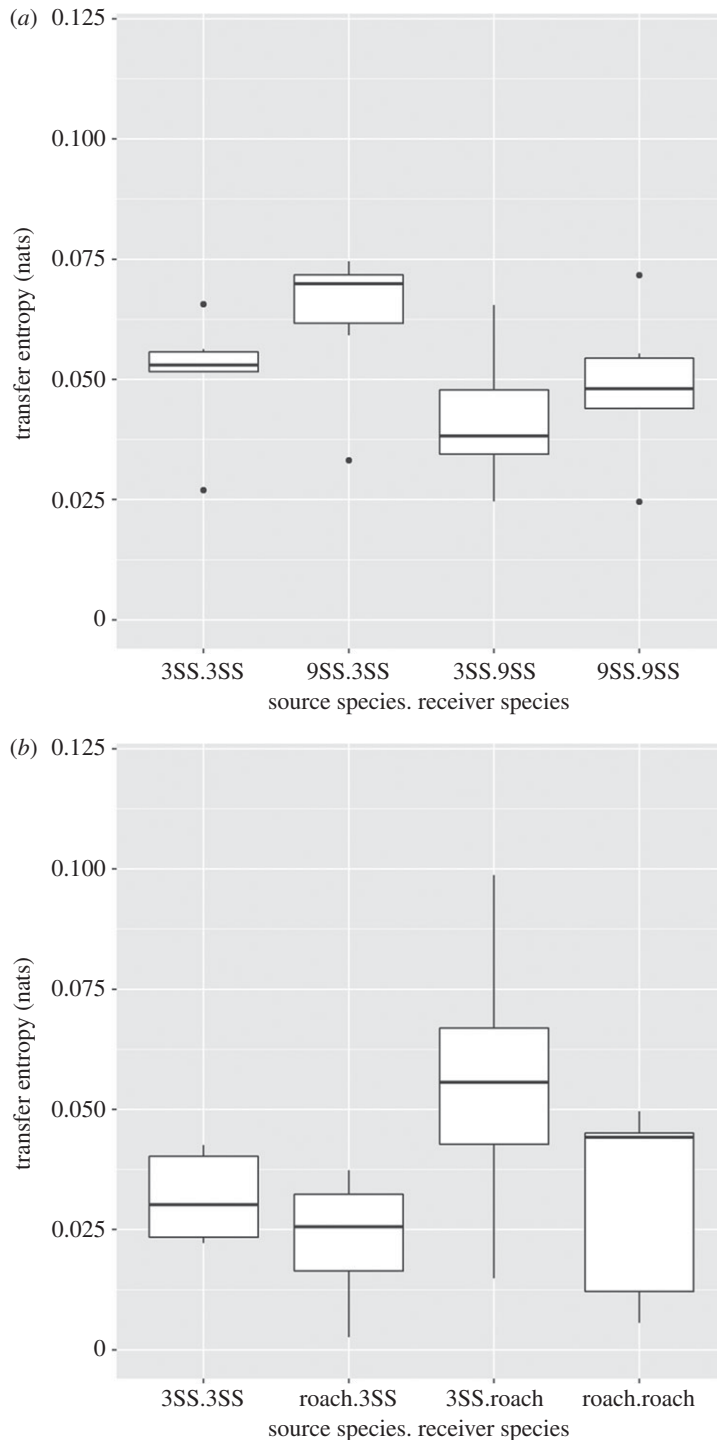 (a)
0.125
0.100
0.075
0.050
0.025
0
transfer entropy (nats)
3SS.3SS 9SS.3SS 3SS.9SS 9SS.9SS
source species. receiver species
(b)
0.125
0.100
0.075
0.050
0.025
0
transfer entropy (nats)
3SS.3SS roach.3SS 3SS.roach roach.roach
source species. receiver species